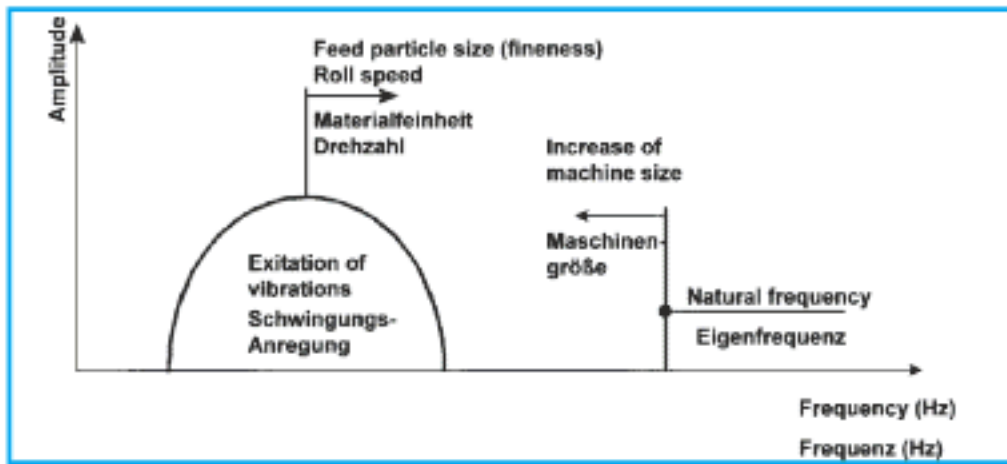 Amplitude
Feed particle size (fineness)
Roll speed
Materialfeinheit
Drehzahl
Increase of
machine size
Maschinen-
größe
Exitation of
vibrations
Schwingungs-
Anregung
Natural frequency
Eigenfrequenz
Frequency (Hz)
Frequenz (Hz)